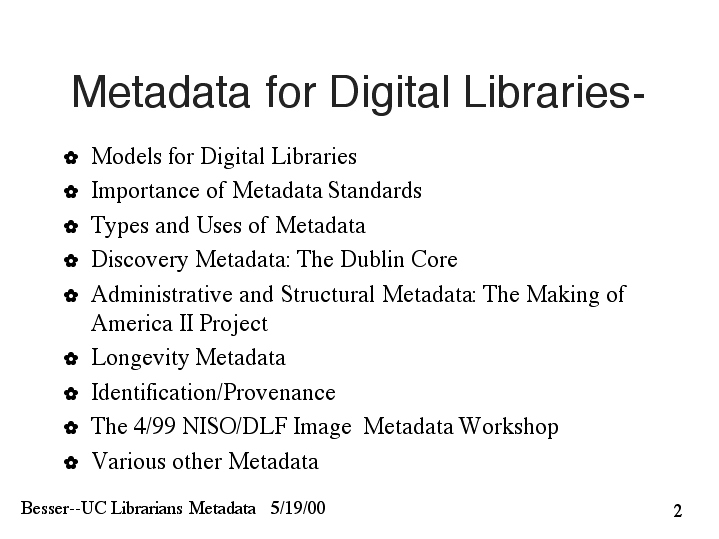 Metadata for Digital Libraries-
✿ Models for Digital Libraries
✿ Importance of Metadata Standards
✿ Types and Uses of Metadata
✿ Discovery Metadata: The Dublin Core
✿ Administrative and Structural Metadata: The Making of
America II Project
✿ Longevity Metadata
✿ Identification/Provenance
✿ The 4/99 NISO/DLF Image  Metadata Workshop
✿ Various other Metadata
Besser--UC Librarians Metadata   5/19/00
2